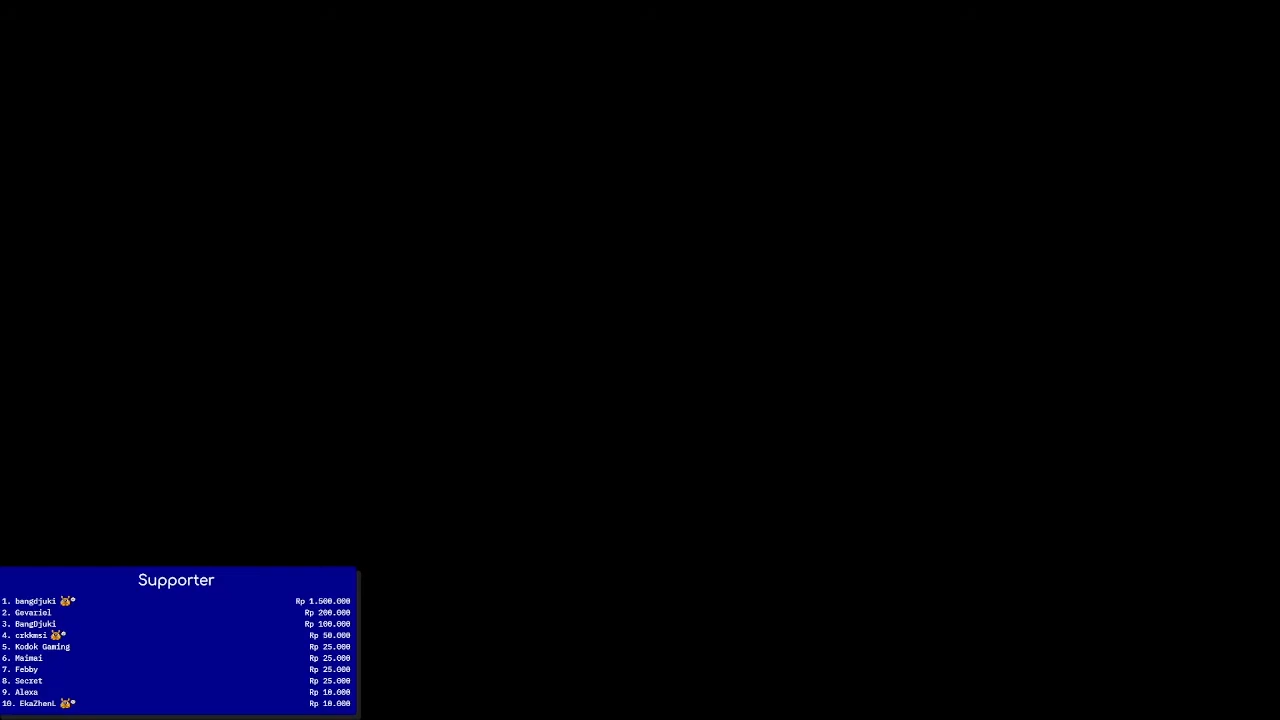 Supporter
1. bangdjuki Rp 1.500.000
2. Gevariel Rp 200.000
3. BangDjuki Rp 100.000
4. crkkmsi Rp 50.000
5. Kodok Gaming Rp 25.000
6. Maimai Rp 25.000
7. Febby Rp 25.000
8. Secret Rp 25.000
9. Alexa Rp 10.000
10. EkaZhenL Rp 10.000